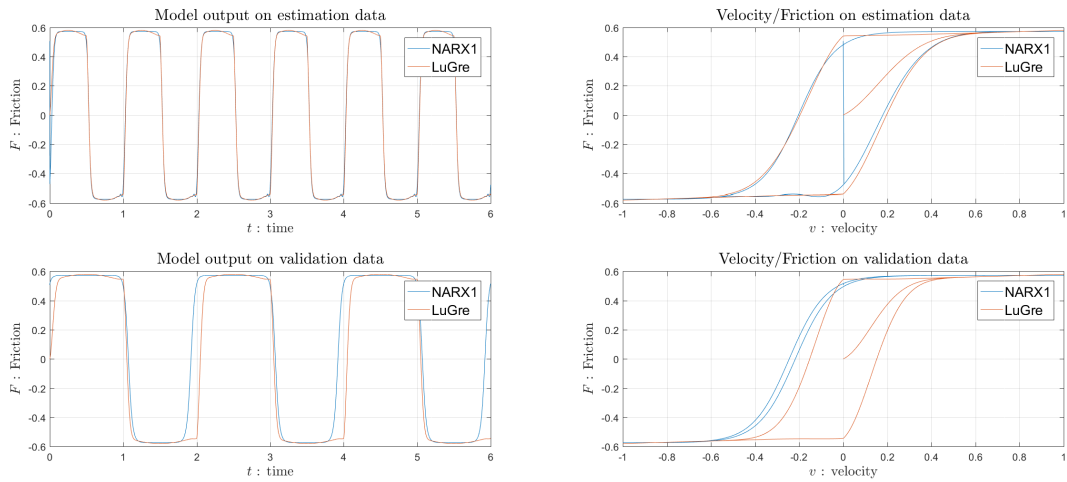 Model output on estimation data
0.6
0.4
0.2
0
-0.2
-0.4
-0.6
F : Friction
0 1 2 3 4 5 6
t : time
NARX1
LuGre
Velocity/Friction on estimation data
0.6
0.4
0.2
0
-0.2
-0.4
-0.6
F : Friction
-1 -0.8 -0.6 -0.4 -0.2 0 0.2 0.4 0.6 0.8 1
v : velocity
NARX1
LuGre
Model output on validation data
0.6
0.4
0.2
0
-0.2
-0.4
-0.6
F : Friction
0 1 2 3 4 5 6
t : time
NARX1
LuGre
Velocity/Friction on validation data
0.6
0.4
0.2
0
-0.2
-0.4
-0.6
F : Friction
-1 -0.8 -0.6 -0.4 -0.2 0 0.2 0.4 0.6 0.8 1
v : velocity
NARX1
LuGre